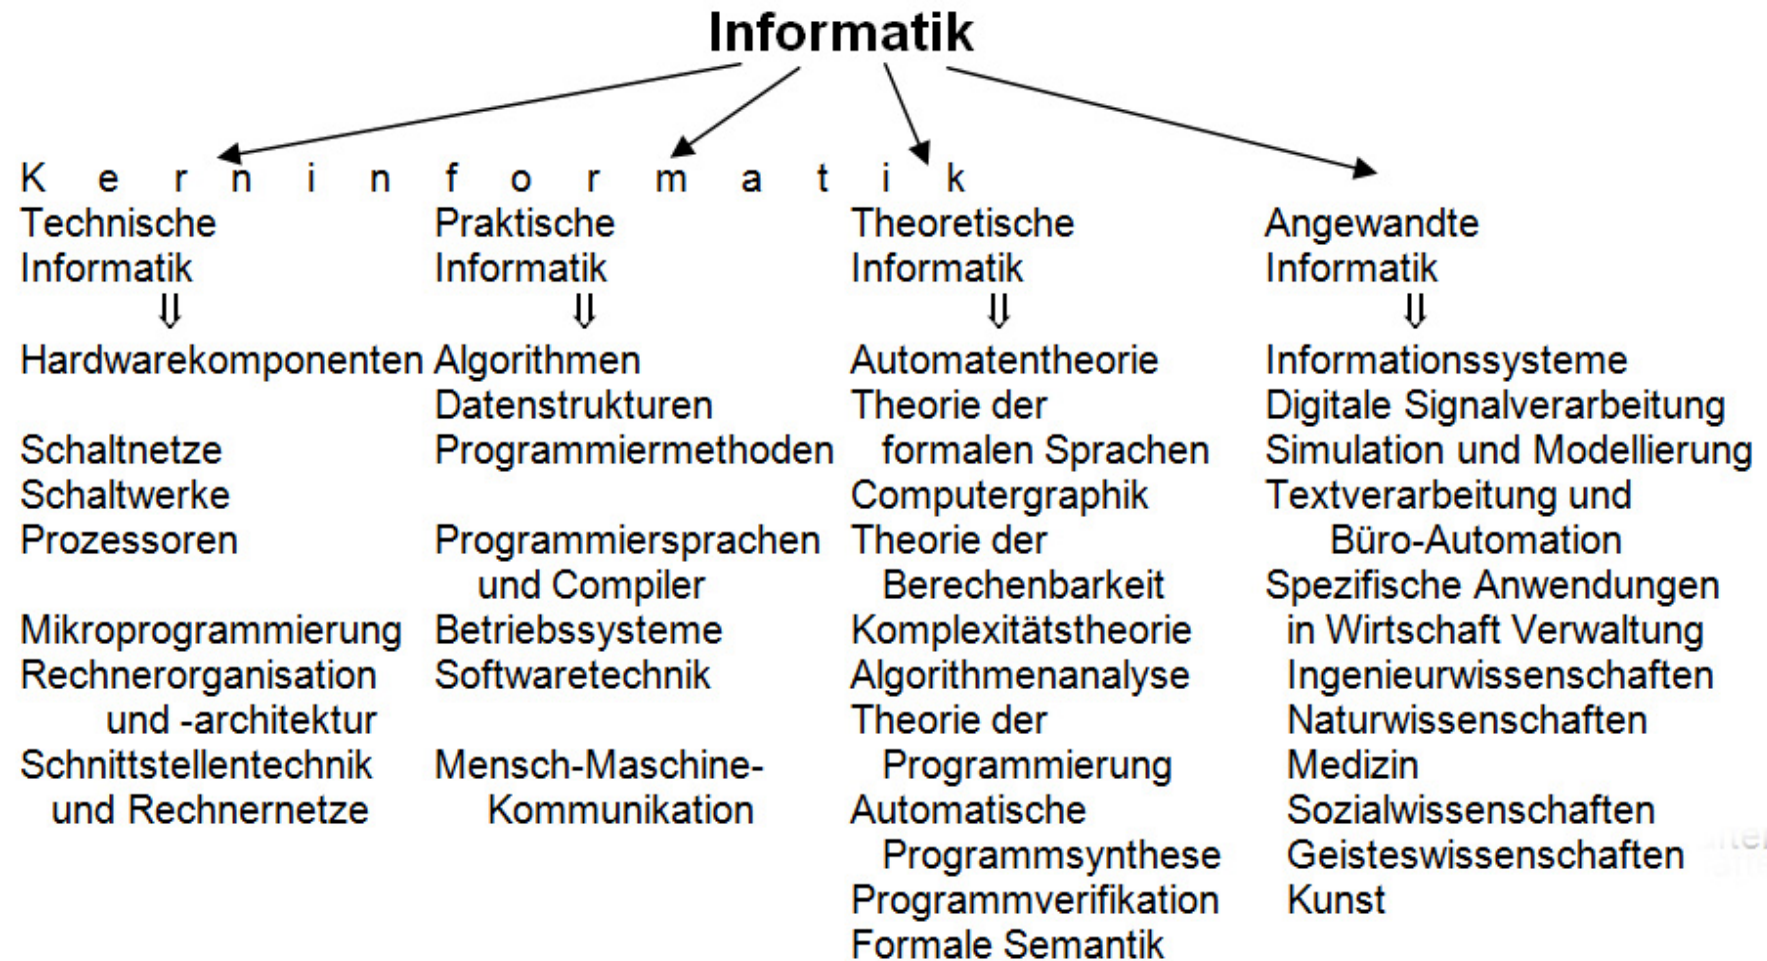 Informatik
K e r n i n f o r m a t i k
Technische
Informatik
⇓
Hardwarekomponenten
Schaltnetze
Schaltwerke
Prozessoren
Mikroprogrammierung
Rechnerorganisation
und -architektur
Schnittstellentechnik
und Rechnernetze
Praktische
Informatik
⇓
Algorithmen
Datenstrukturen
Programmiermethoden
Programmiersprachen
und Compiler
Betriebssysteme
Softwaretechnik
Mensch-Maschine-
Kommunikation
Theoretische
Informatik
⇓
Automatentheorie
Theorie der
formalen Sprachen
Computergraphik
Theorie der
Berechenbarkeit
Komplexitätstheorie
Algorithmenanalyse
Theorie der
Programmierung
Automatische
Programmsynthese
Programmverifikation
Formale Semantik
Angewandte
Informatik
⇓
Informationssysteme
Digitale Signalverarbeitung
Simulation und Modellierung
Textverarbeitung und
Büro-Automation
Spezifische Anwendungen
in Wirtschaft Verwaltung
Ingenieurwissenschaften
Naturwissenschaften
Medizin
Sozialwissenschaften
Geisteswissenschaften
Kunst